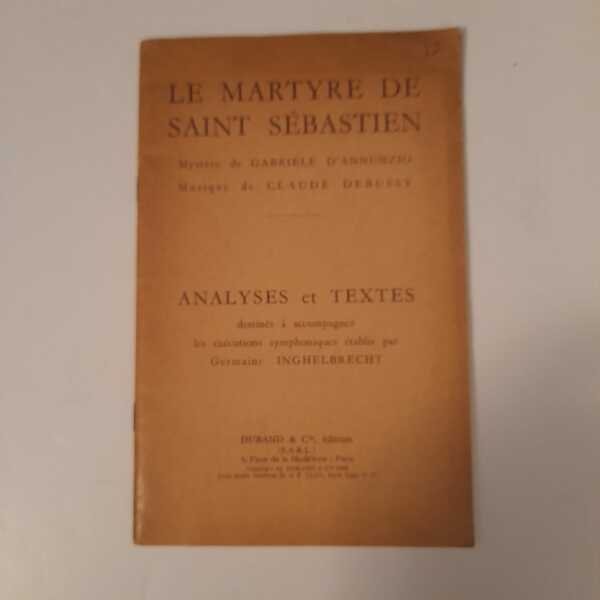 LE MARTYRE DE
SAINT SÉBASTIEN
Mystère de GABRIELE D'ANNUNZIO
Musique de CLAUDE DEBUSSY
ANALYSES et TEXTES
destinés à accompagner
les exécutions symphoniques établis par
Germaine INGHELBRECHT
DURAND & Cie, éditeurs
(S.A.R.L.)
4, Place de la Madeleine - Paris